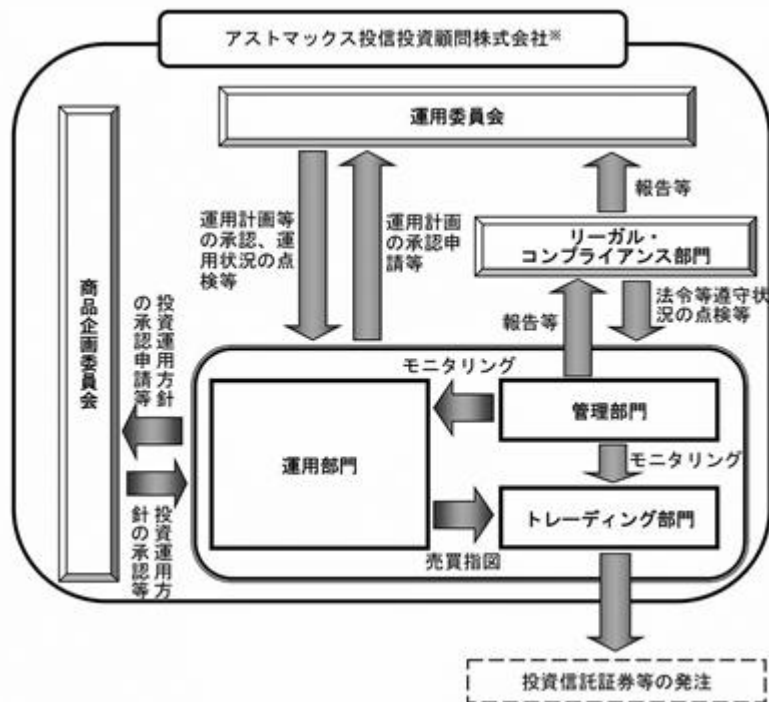 アストマックス投信投資顧問株式会社※
運用委員会
報告等
運用計画等
の承認、運
用状況の点
検等
運用計画
の承認申
請等
リーガル・
コンプライアンス部門
商品企画委員会
投資運用方針
の承認申請等
報告等
法令等遵守状
況の点検等
モニタリング
管理部門
運用部門
モニタリング
トレーディング部門
売買指図
投資運用方
針の承認等
投資信託証券等の発注